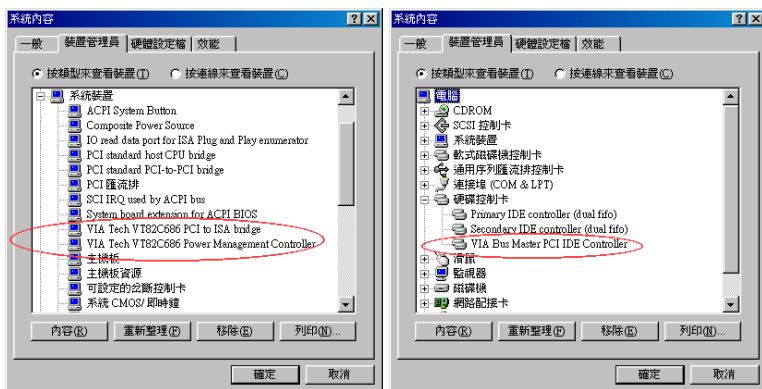 系統內容
一般
裝置管理員
硬體設定檔
效能
按類型來查看裝置(I)
按連線來查看裝置(C)
系統裝置
ACPI System Button
Composite Power Source
IO read data port for ISA Plug and Play enumerator
PCI standard host CPU bridge
PCI standard PCI-to-PCI bridge
PCI 匯流排
SCI IRQ used by ACPI bus
System board extension for ACPI BIOS
VIA Tech VT82C686 PCI to ISA bridge
VIA Tech VT82C686 Power Management Controller
主機板
主機板資源
可設定的岔斷控制卡
系統 CMOS/即時鐘
內容(R)
重新整理(F)
移除(E)
列印(N)...
確定
取消
系統內容
一般
裝置管理員
硬體設定檔
效能
按類型來查看裝置(I)
按連線來查看裝置(C)
電腦
CDROM
SCSI 控制卡
系統裝置
軟式磁碟機控制卡
通用序列匯流排控制卡
連接埠 (COM & LPT)
硬碟控制卡
Primary IDE controller (dual fifo)
Secondary IDE controller (dual fifo)
VIA Bus Master PCI IDE Controller
滑鼠
監視器
磁碟機
網路配接卡
內容(R)
重新整理(F)
移除(E)
列印(N)...
確定
取消